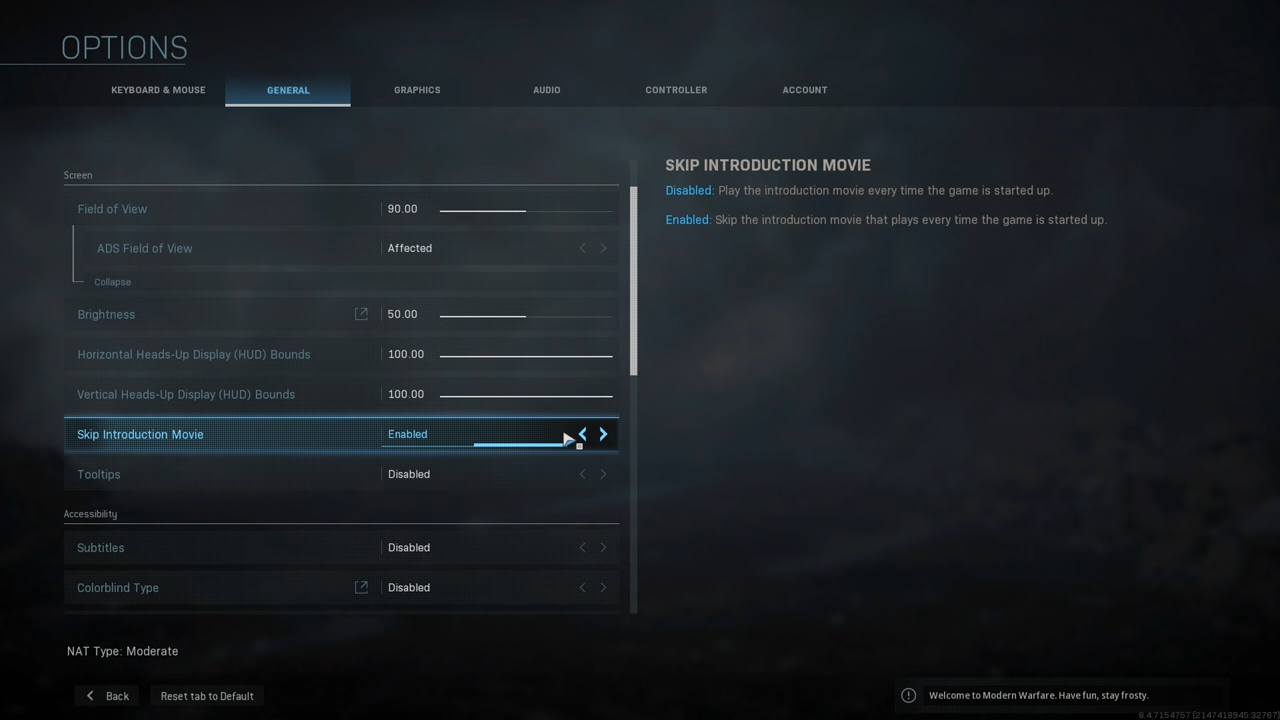 OPTIONS
KEYBOARD & MOUSE
GENERAL
GRAPHICS
AUDIO
CONTROLLER
ACCOUNT
Screen
Field of View
90.00
ADS Field of View
Affected
Collapse
Brightness
50.00
Horizontal Heads-Up Display (HUD) Bounds
100.00
Vertical Heads-Up Display (HUD) Bounds
100.00
Skip Introduction Movie
Enabled
Tooltips
Disabled
Accessibility
Subtitles
Disabled
Colorblind Type
Disabled
SKIP INTRODUCTION MOVIE
Disabled: Play the introduction movie every time the game is started up.
Enabled: Skip the introduction movie that plays every time the game is started up.
NAT Type: Moderate
Back
Reset tab to Default
Welcome to Modern Warfare. Have fun, stay frosty.
8.4.7154757 [2147418945:32767]